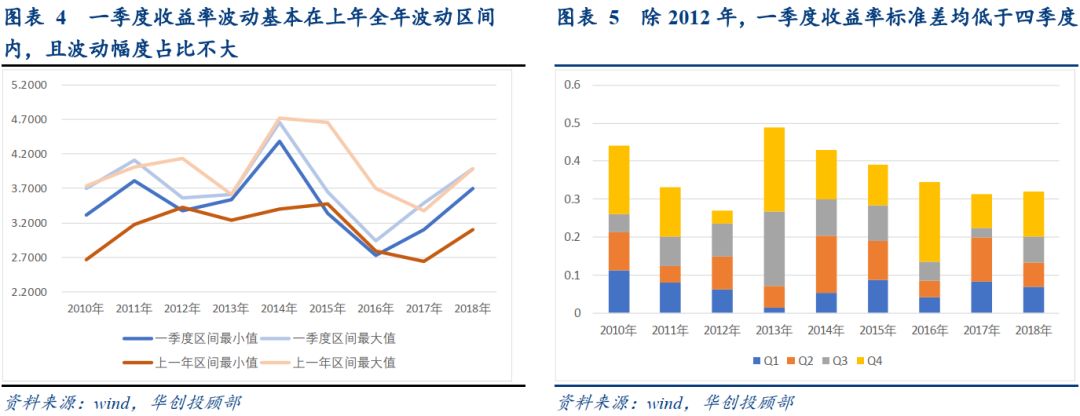 图表 4 一季度收益率波动基本在上年全年波动区间
内，且波动幅度占比不大
5.2000
4.7000
4.2000
3.7000
3.2000
2.7000
2.2000
2010年 2011年 2012年 2013年 2014年 2015年 2016年 2017年 2018年
一季度区间最小值 一季度区间最大值
上一年区间最小值 上一年区间最大值
资料来源：wind，华创投顾部
图表 5 除 2012 年，一季度收益率标准差均低于四季度
0.6
0.5
0.4
0.3
0.2
0.1
0
2010年 2011年 2012年 2013年 2014年 2015年 2016年 2017年 2018年
Q1 Q2 Q3 Q4
资料来源：wind，华创投顾部